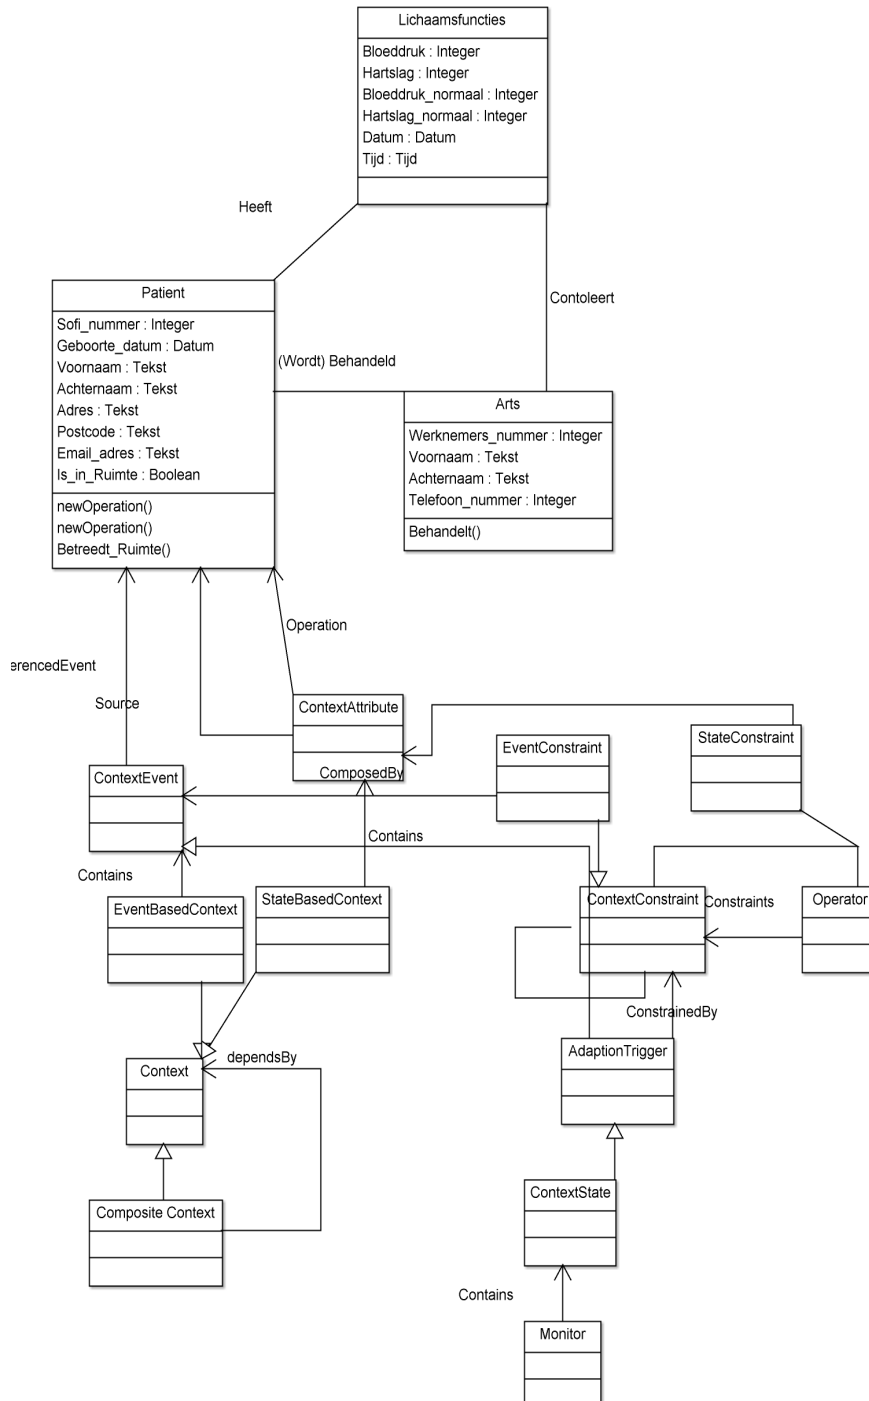 Lichaamsfuncties
Bloeddruk : Integer
Hartslag : Integer
Bloeddruk_normaal : Integer
Hartslag_normaal : Integer
Datum : Datum
Tijd : Tijd
Heeft
Contoleert
Patient
Sofi_nummer : Integer
Geboorte_datum : Datum
Voornaam : Tekst
Achternaam : Tekst
Adres : Tekst
Postcode : Tekst
Email_adres : Tekst
Is_in_Ruimte : Boolean
newOperation()
newOperation()
Betreedt_Ruimte()
(Wordt) Behandeld
Arts
Werknemers_nummer : Integer
Voornaam : Tekst
Achternaam : Tekst
Telefoon_nummer : Integer
Behandelt()
Operation
erencedEvent
Source
ContextAttribute
StateConstraint
EventConstraint
ContextEvent
ComposedBy
Contains
Contains
EventBasedContext
StateBasedContext
ContextConstraint
Constraints
Operator
ConstrainedBy
AdaptionTrigger
dependsBy
Context
ContextState
Composite Context
Contains
Monitor